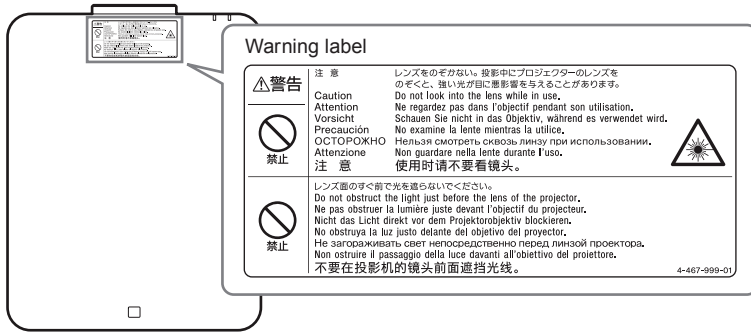 Warning label
警告
注 意 レンズをのぞかない。投影中にプロジェクターのレンズを
のぞくと、強い光が目に悪影響を与えることがあります。
Caution Do not look into the lens while in use.
Attention Ne regardez pas dans l'objectif pendant son utilisation.
Vorsicht Schauen Sie nicht in das Objektiv, während es verwendet wird.
Precaución No examine la lente mientras la utilice.
ОСТОРОЖНО Нельзя смотреть сквозь линзу при использовании.
Attenzione Non guardare nella lente durante l'uso.
注 意 使用时请不要看镜头。
禁止
レンズ面のすぐ前で光を遮らないでください。
Do not obstruct the light just before the lens of the projector.
Ne pas obstruer la lumière juste devant l'objectif du projecteur.
Nicht das Licht direkt vor dem Projektorobjektiv blockieren.
No obstruya la luz justo delante del objetivo del proyector.
Не загораживать свет непосредственно перед линзой проектора.
Non ostruire il passaggio della luce davanti all'obiettivo del proiettore.
不要在投影机的镜头前面遮挡光线。
禁止
4-467-999-01